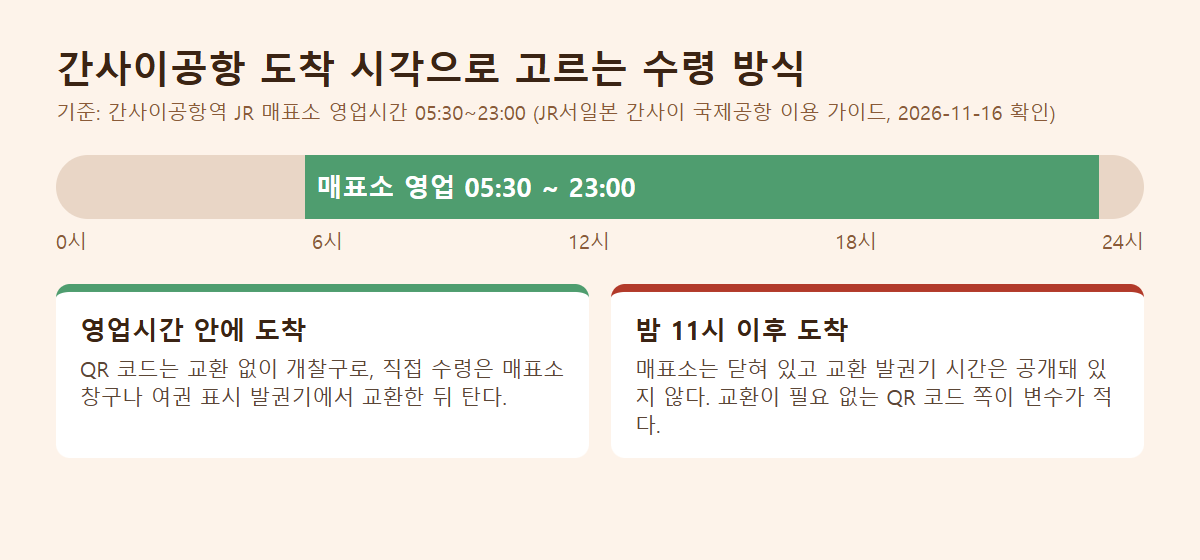 간사이공항 도착 시각으로 고르는 수령 방식
기준: 간사이공항역 JR 매표소 영업시간 05:30~23:00 (JR서일본 간사이 국제공항 이용 가이드, 2026-11-16 확인)
매표소 영업 05:30 ~ 23:00
0시 6시 12시 18시 24시
영업시간 안에 도착
QR 코드는 교환 없이 개찰구로, 직접 수령은 매표소
창구나 여권 표시 발권기에서 교환한 뒤 탄다.
밤 11시 이후 도착
매표소는 닫혀 있고 교환 발권기 시간은 공개돼 있
지 않다. 교환이 필요 없는 QR 코드 쪽이 변수가 적
다.